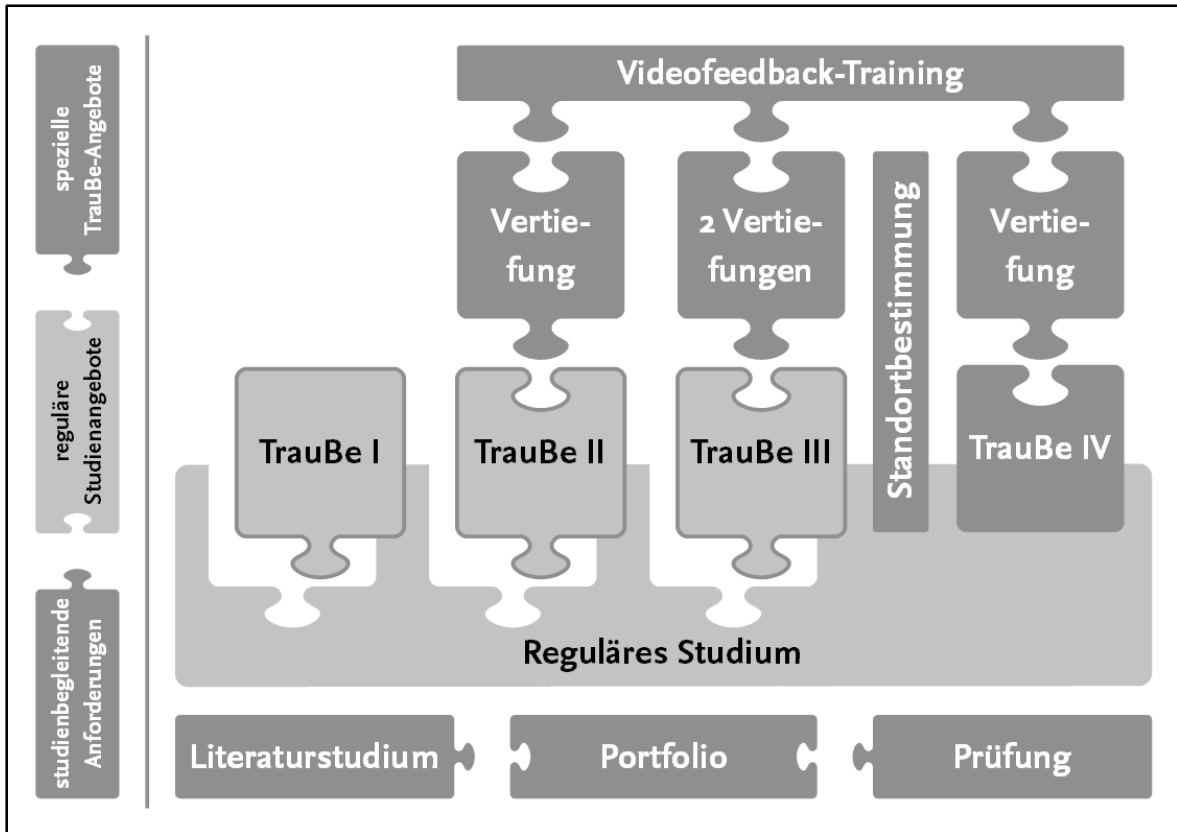 spezielle
TrauBe-Angebote
reguläre
Studienangebote
studienbegleitende
Anforderungen
Videofeedback-Training
Vertie-
fung
2 Vertie-
fungen
Standortbestimmung
Vertie-
fung
TrauBe I
TrauBe II
TrauBe III
TrauBe IV
Reguläres Studium
Literaturstudium
Portfolio
Prüfung